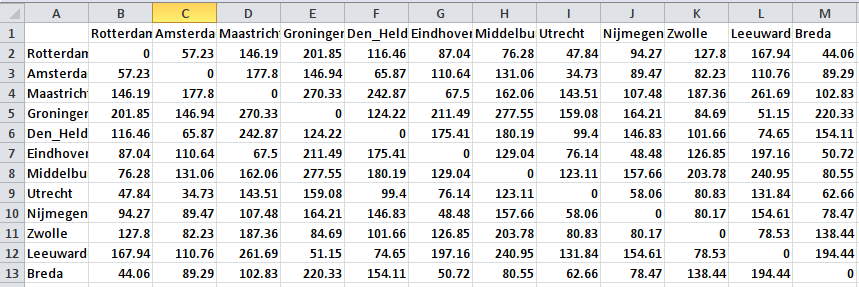 A B C D E F G H I J K L M
1 Rotterdam Amsterda Maastrich Groninger Den_Held Eindhover Middelbu Utrecht Nijmegen Zwolle Leeuward Breda
2 Rotterdam 0 57.23 146.19 201.85 116.46 87.04 76.28 47.84 94.27 127.8 167.94 44.06
3 Amsterda 57.23 0 177.8 146.94 65.87 110.64 131.06 34.73 89.47 82.23 110.76 89.29
4 Maastrich 146.19 177.8 0 270.33 242.87 67.5 162.06 143.51 107.48 187.36 261.69 102.83
5 Groninger 201.85 146.94 270.33 0 124.22 211.49 277.55 159.08 164.21 84.69 51.15 220.33
6 Den_Held 116.46 65.87 242.87 124.22 0 175.41 180.19 99.4 146.83 101.66 74.65 154.11
7 Eindhover 87.04 110.64 67.5 211.49 175.41 0 129.04 76.14 48.48 126.85 197.16 50.72
8 Middelbu 76.28 131.06 162.06 277.55 180.19 129.04 0 123.11 157.66 203.78 240.95 80.55
9 Utrecht 47.84 34.73 143.51 159.08 99.4 76.14 123.11 0 58.06 80.83 131.84 62.66
10 Nijmegen 94.27 89.47 107.48 164.21 146.83 48.48 157.66 58.06 0 80.17 154.61 78.47
11 Zwolle 127.8 82.23 187.36 84.69 101.66 126.85 203.78 80.83 80.17 0 78.53 138.44
12 Leeuward 167.94 110.76 261.69 51.15 74.65 197.16 240.95 131.84 154.61 78.53 0 194.44
13 Breda 44.06 89.29 102.83 220.33 154.11 50.72 80.55 62.66 78.47 138.44 194.44 0